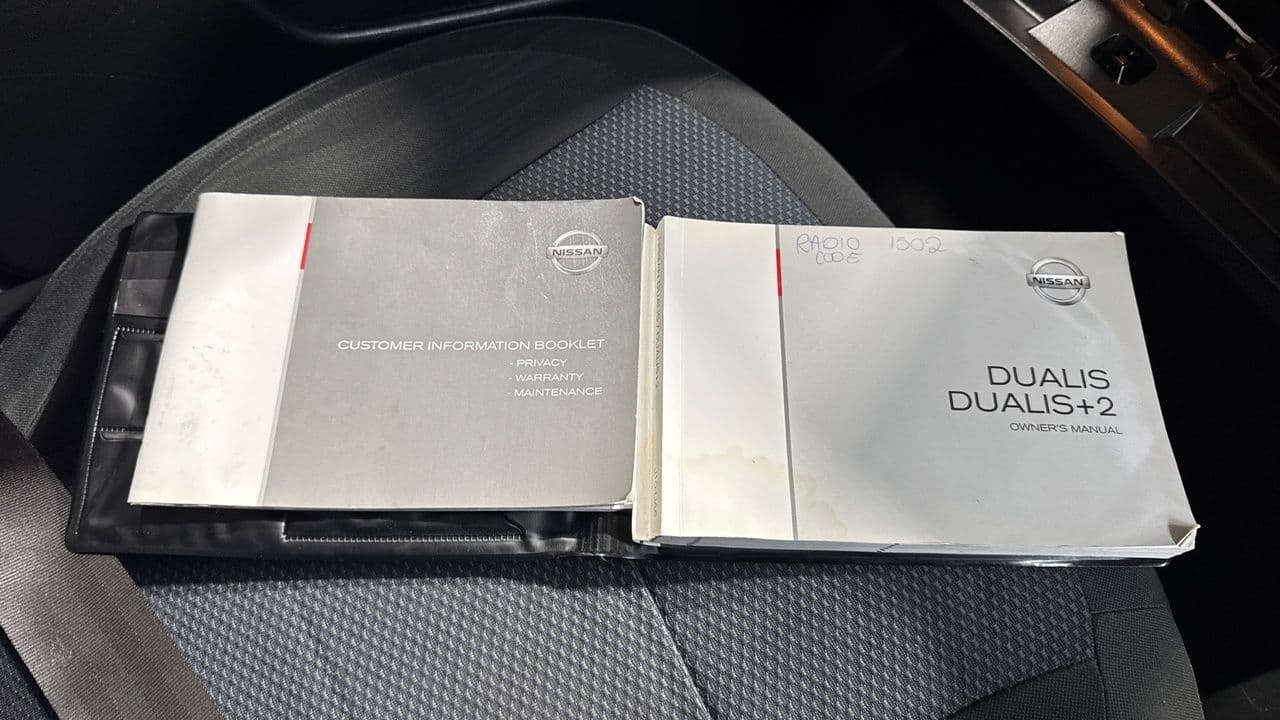 NISSAN
CUSTOMER INFORMATION BOOKLET
- PRIVACY
- WARRANTY
- MAINTENANCE
RADIO 1502
CODE
NISSAN
DUALIS
DUALIS+2
OWNER'S MANUAL